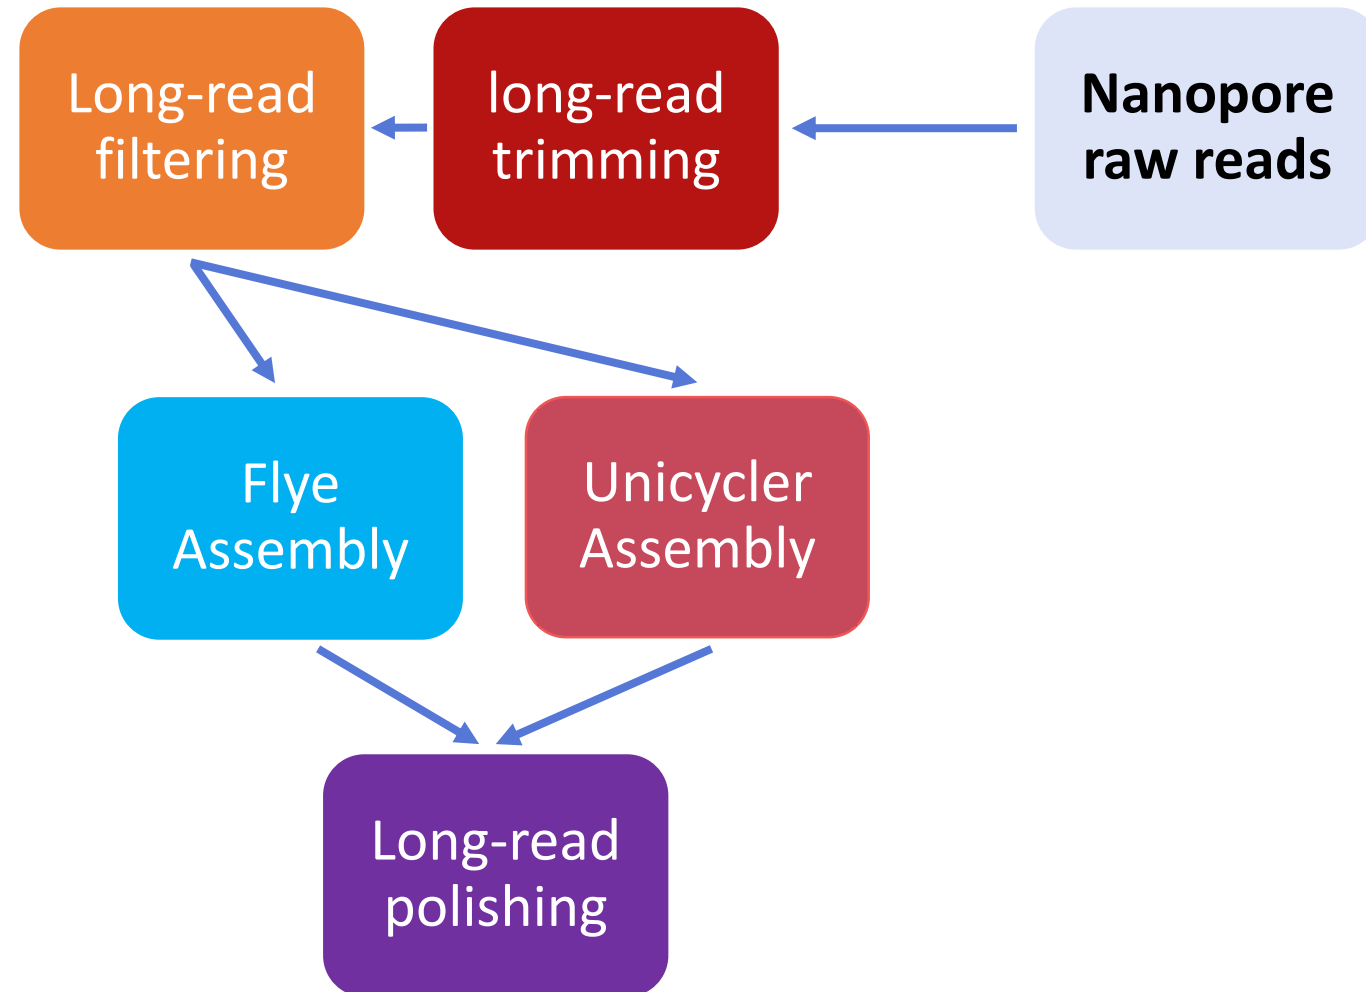 Long-read
filtering
long-read
trimming
Nanopore
raw reads
Flye
Assembly
Unicycler
Assembly
Long-read
polishing